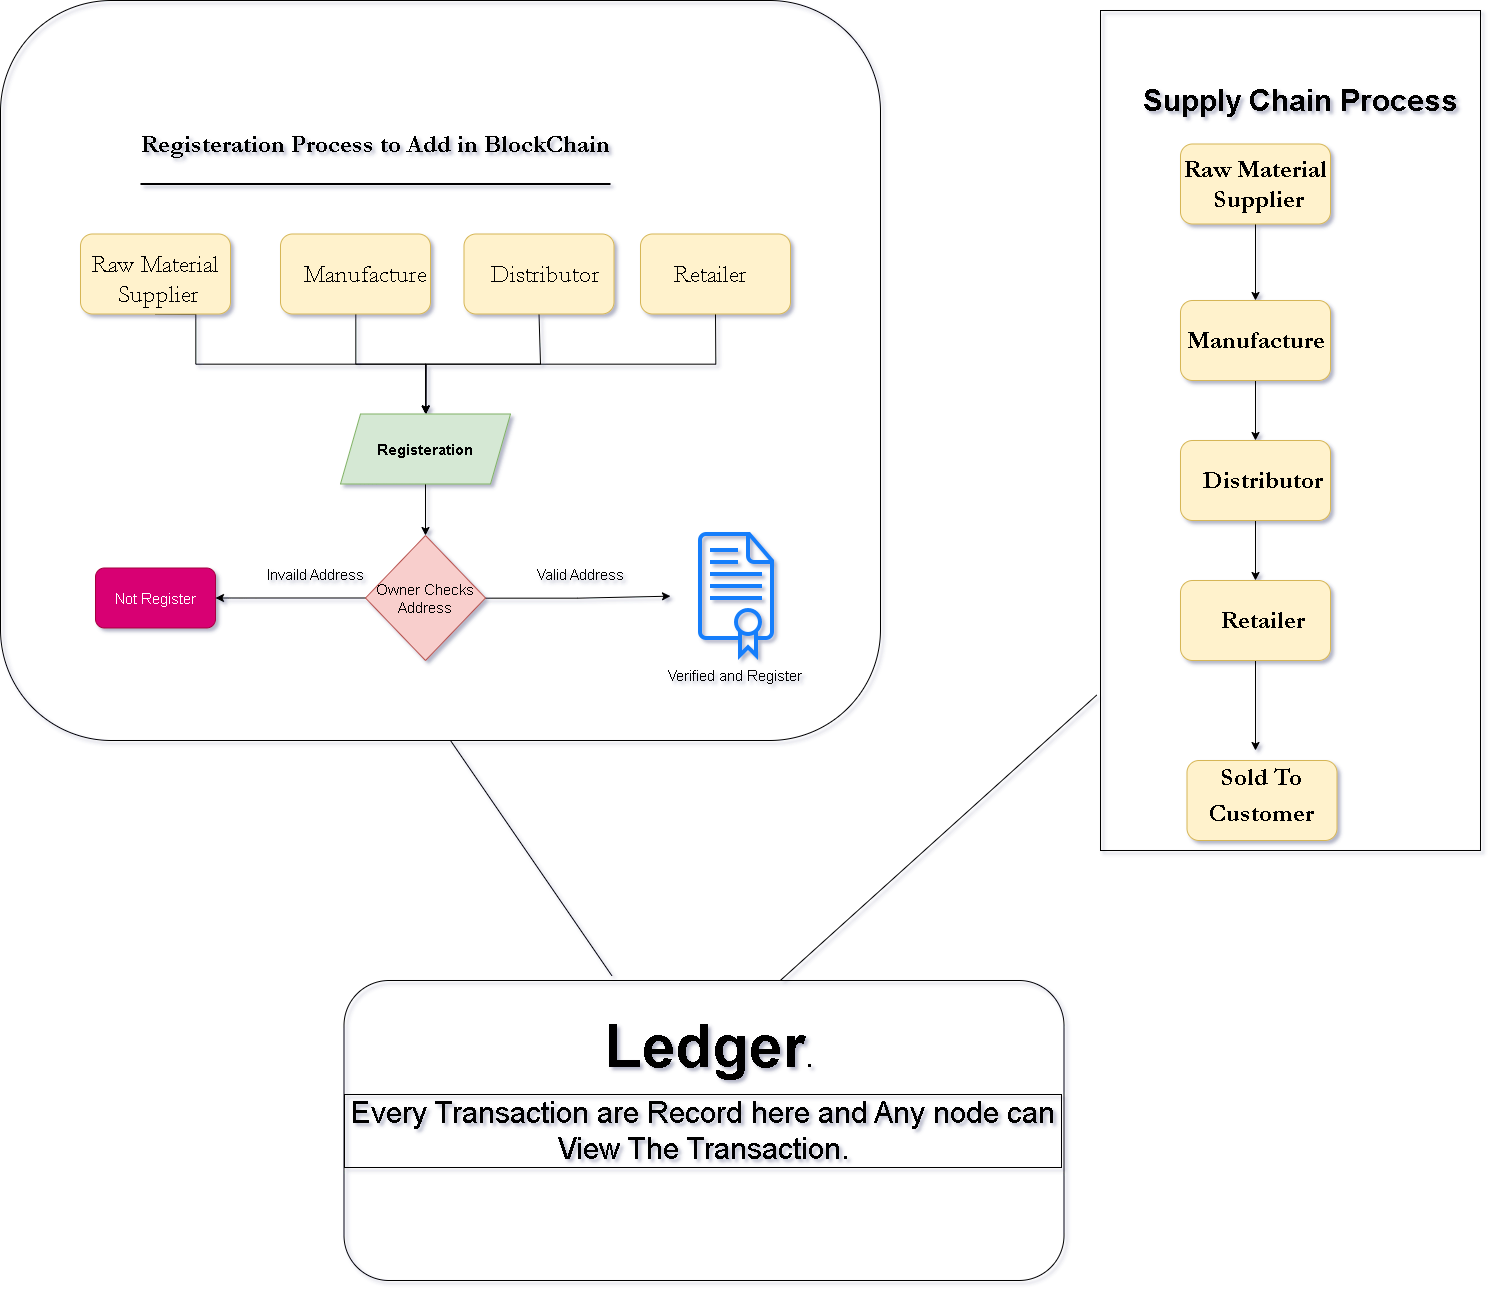 Registeration Process to Add in BlockChain
Raw Material
Supplier
Manufacture
Distributor
Retailer
Registeration
Invaild Address
Valid Address
Not Register
Owner Checks
Address
Verified and Register
Supply Chain Process
Raw Material
Supplier
Manufacture
Distributor
Retailer
Sold To
Customer
Ledger.
Every Transaction are Record here and Any node can
View The Transaction.